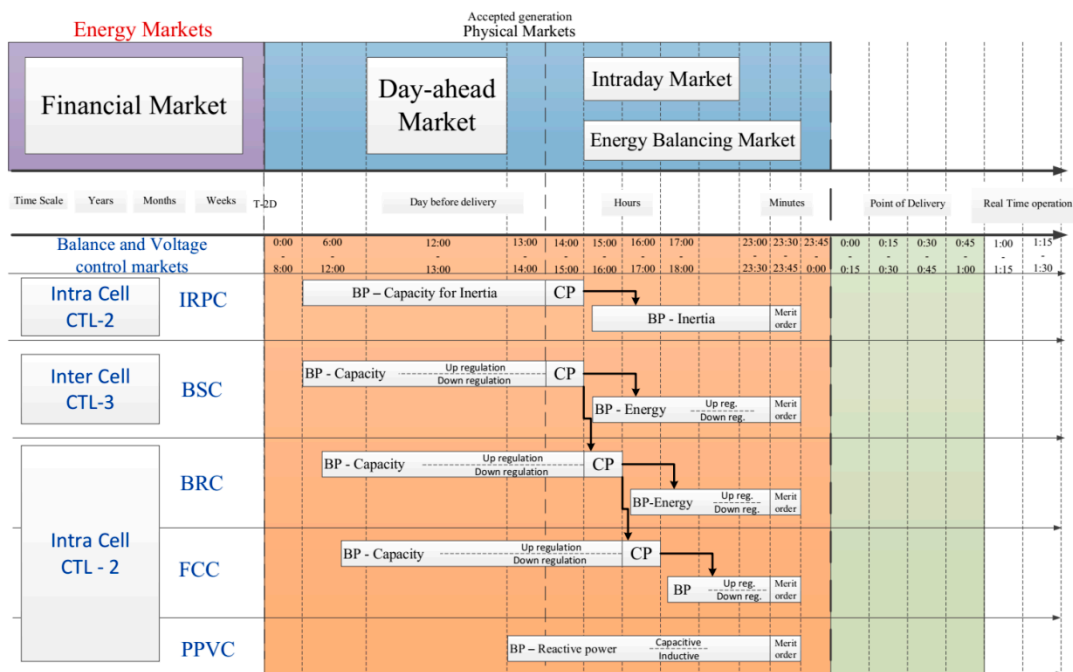 Energy Markets
Accepted generation
Physical Markets
Financial Market
Day-ahead
Market
Intraday Market
Energy Balancing Market
Time Scale Years Months Weeks T-2D Day before delivery Hours Minutes Point of Delivery Real Time operation
Balance and Voltage
control markets
0:00 6:00 12:00 13:00 14:00 15:00 16:00 17:00 23:00 23:30 23:45 0:00 0:15 0:30 0:45 1:00 1:15
- - - - - - - - - - - - - - - - -
8:00 12:00 13:00 14:00 15:00 16:00 17:00 18:00 23:30 23:45 0:00 0:15 0:30 0:45 1:00 1:15 1:30
Intra Cell
CTL-2
IRPC
BP – Capacity for Inertia CP
BP - Inertia
Merit
order
Inter Cell
CTL-3
BSC
BP - Capacity
Up regulation
Down regulation
CP
BP - Energy
Up reg.
Down reg.
Merit
order
Intra Cell
CTL - 2
BRC
BP - Capacity
Up regulation
Down regulation
CP
BP-Energy
Up reg.
Down reg.
Merit
order
FCC
BP - Capacity
Up regulation
Down regulation
CP
BP
Up reg.
Down reg.
Merit
order
PPVC
BP – Reactive power
Capacitive
Inductive
Merit
order